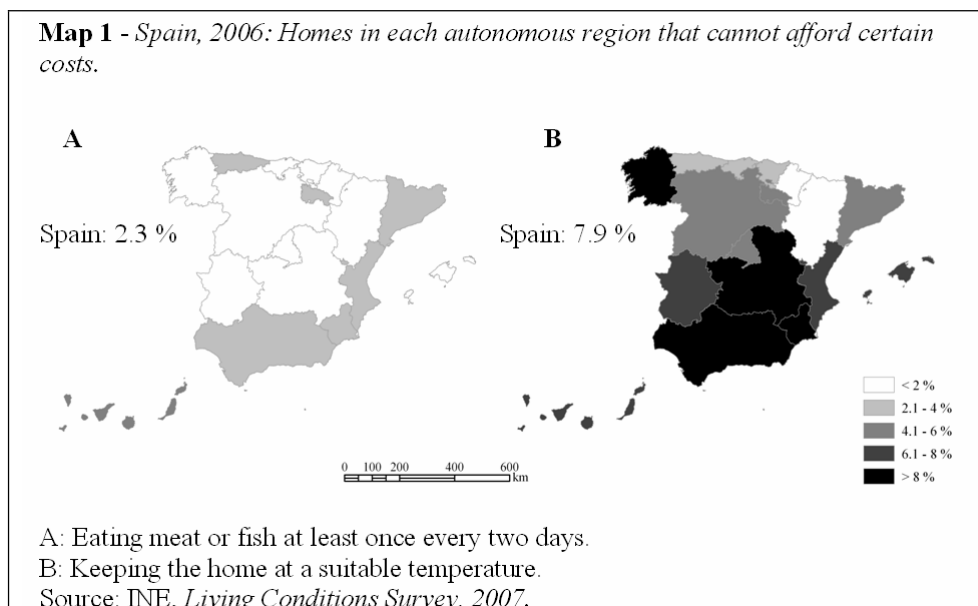 Map 1 - Spain, 2006: Homes in each autonomous region that cannot afford certain
costs.
A
B
Spain: 2.3 %
Spain: 7.9 %
< 2 %
2.1 - 4 %
4.1 - 6 %
6.1 - 8 %
> 8 %
0 100 200 400 600
km
A: Eating meat or fish at least once every two days.
B: Keeping the home at a suitable temperature.
Source: INE, Living Conditions Survey, 2007.